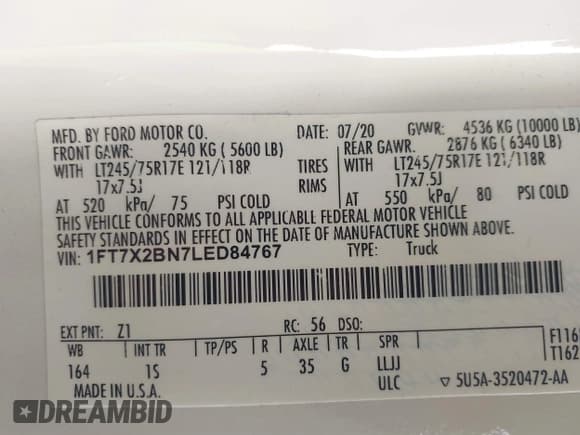 MFD. BY FORD MOTOR CO. DATE: 07/20 GVWR: 4536 KG (10000 LB)
FRONT GAWR: 2540 KG ( 5600 LB) REAR GAWR: 2876 KG ( 6340 LB)
WITH LT245/75R17E 121/118R TIRES WITH LT245/75R17E 121/118R
17x7.5J RIMS 17x7.5J
AT 520 kPa/ 75 PSI COLD AT 550 kPa/ 80 PSI COLD
THIS VEHICLE CONFORMS TO ALL APPLICABLE FEDERAL MOTOR VEHICLE
SAFETY STANDARDS IN EFFECT ON THE DATE OF MANUFACTURE SHOWN ABOVE.
VIN: 1FT7X2BN7LED84767 TYPE: Truck
EXT PNT: Z1 RC: 56 DSO:
WB INT TR TP/PS R AXLE TR SPR
164 1S 5 35 G LLJJ
ULC
F116
T162
MADE IN U.S.A. ▽ 5U5A-3520472-AA
DREAMBID